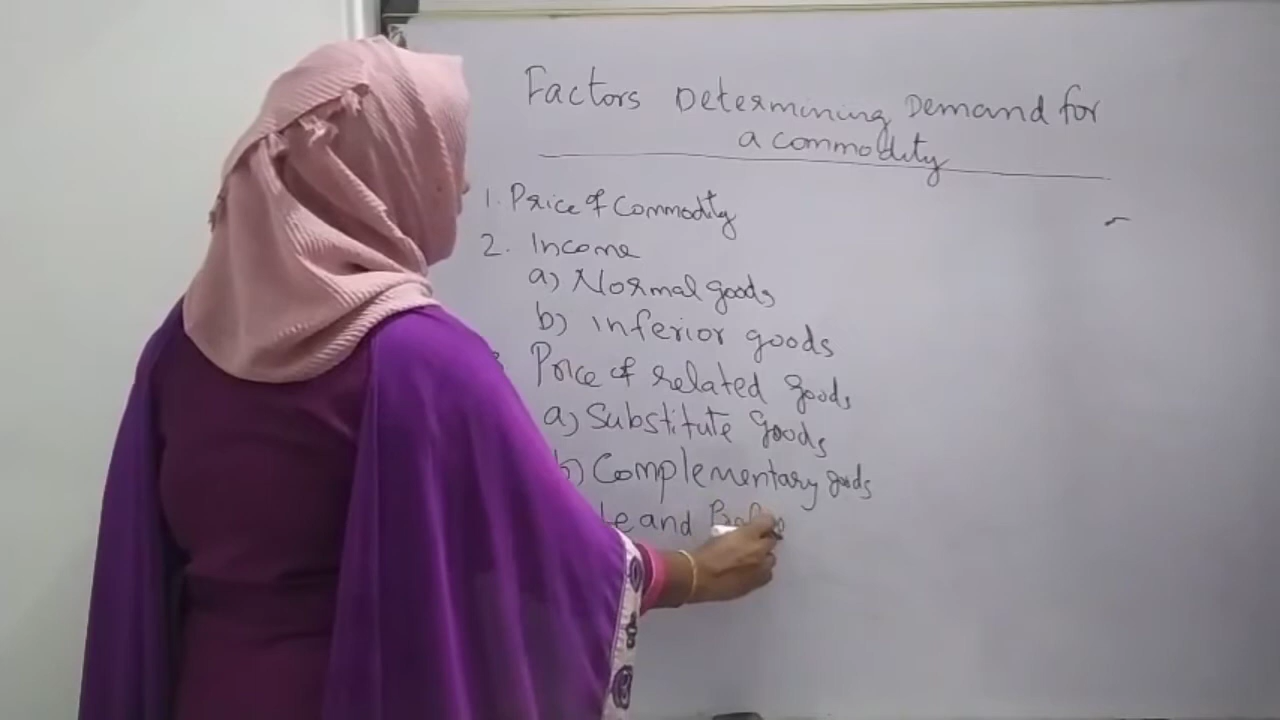 Factors Determining Demand for
a commodity
1. Price of Commodity
2. Income
a) Normal goods
b) Inferior goods
Price of related goods
a) Substitute Goods
b) Complementary goods
and